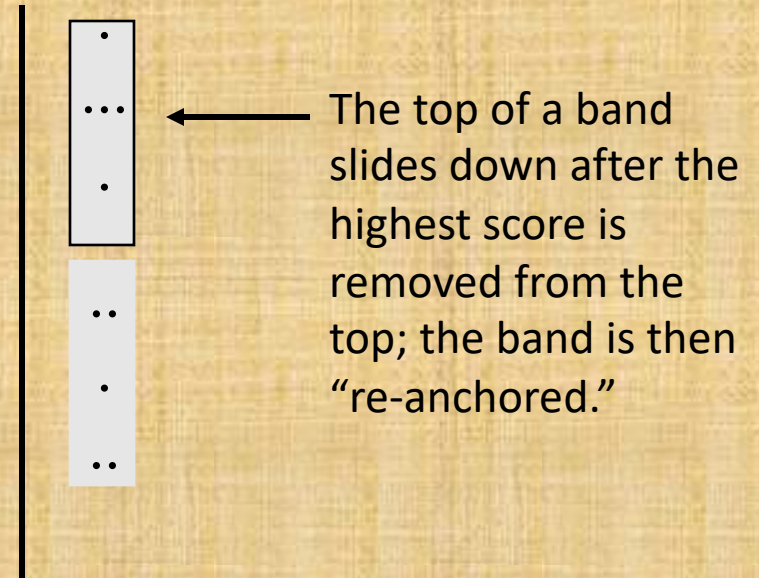 The top of a band
slides down after the
highest score is
removed from the
top; the band is then
“re-anchored.”